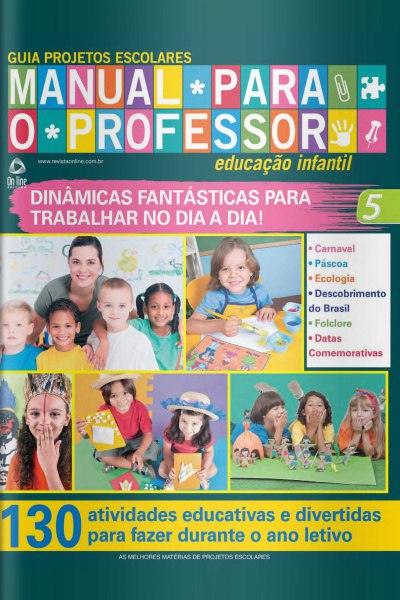 GUIA PROJETOS ESCOLARES
MANUAL*PARA
O*PROFESSOR
educação infantil
www.revistaonline.com.br
On line
EDITORA
DINÂMICAS FANTÁSTICAS PARA
TRABALHAR NO DIA A DIA!
5
• Carnaval
• Páscoa
• Ecologia
• Descobrimento
do Brasil
• Folclore
• Datas
Comemorativas
130 atividades educativas e divertidas
para fazer durante o ano letivo
AS MELHORES MATÉRIAS DE PROJETOS ESCOLARES